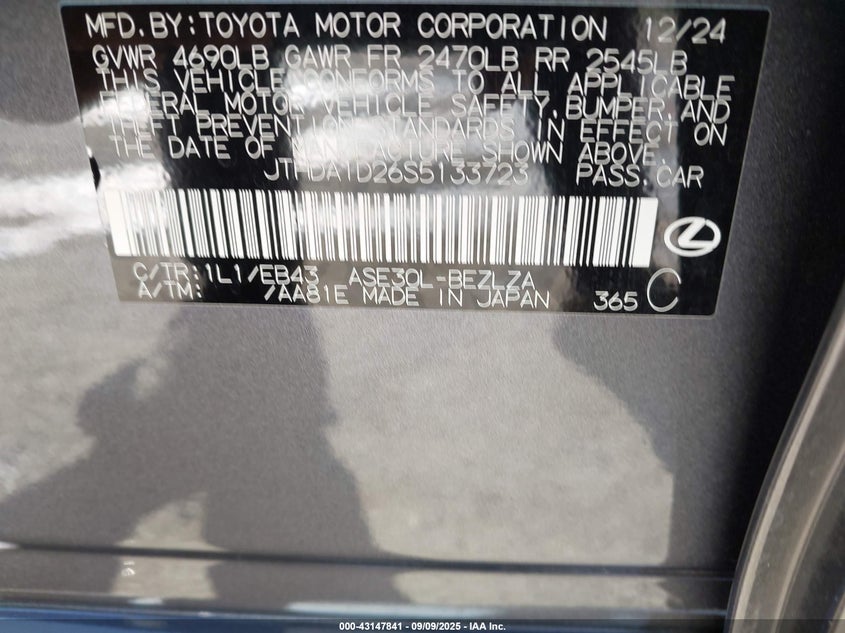 MFD.BY:TOYOTA MOTOR CORPORATION 12/24
GVWR 4690LB GAWR FR 2470LB RR 2545LB
THIS VEHICLE CONFORMS TO ALL APPLICABLE
FEDERAL MOTOR VEHICLE SAFETY,BUMPER,AND
THEFT PREVENTION STANDARDS IN EFFECT ON
THE DATE OF MANUFACTURE SHOWN ABOVE.
JTHDA1D26S5133723 PASS.CAR
C/TR:1L1/EB43 ASE30L-BEZLZA
A/TM: /AA81E MADE IN JAPAN 365 C
000-43147841 / 09/09/2025 - IAA Inc.